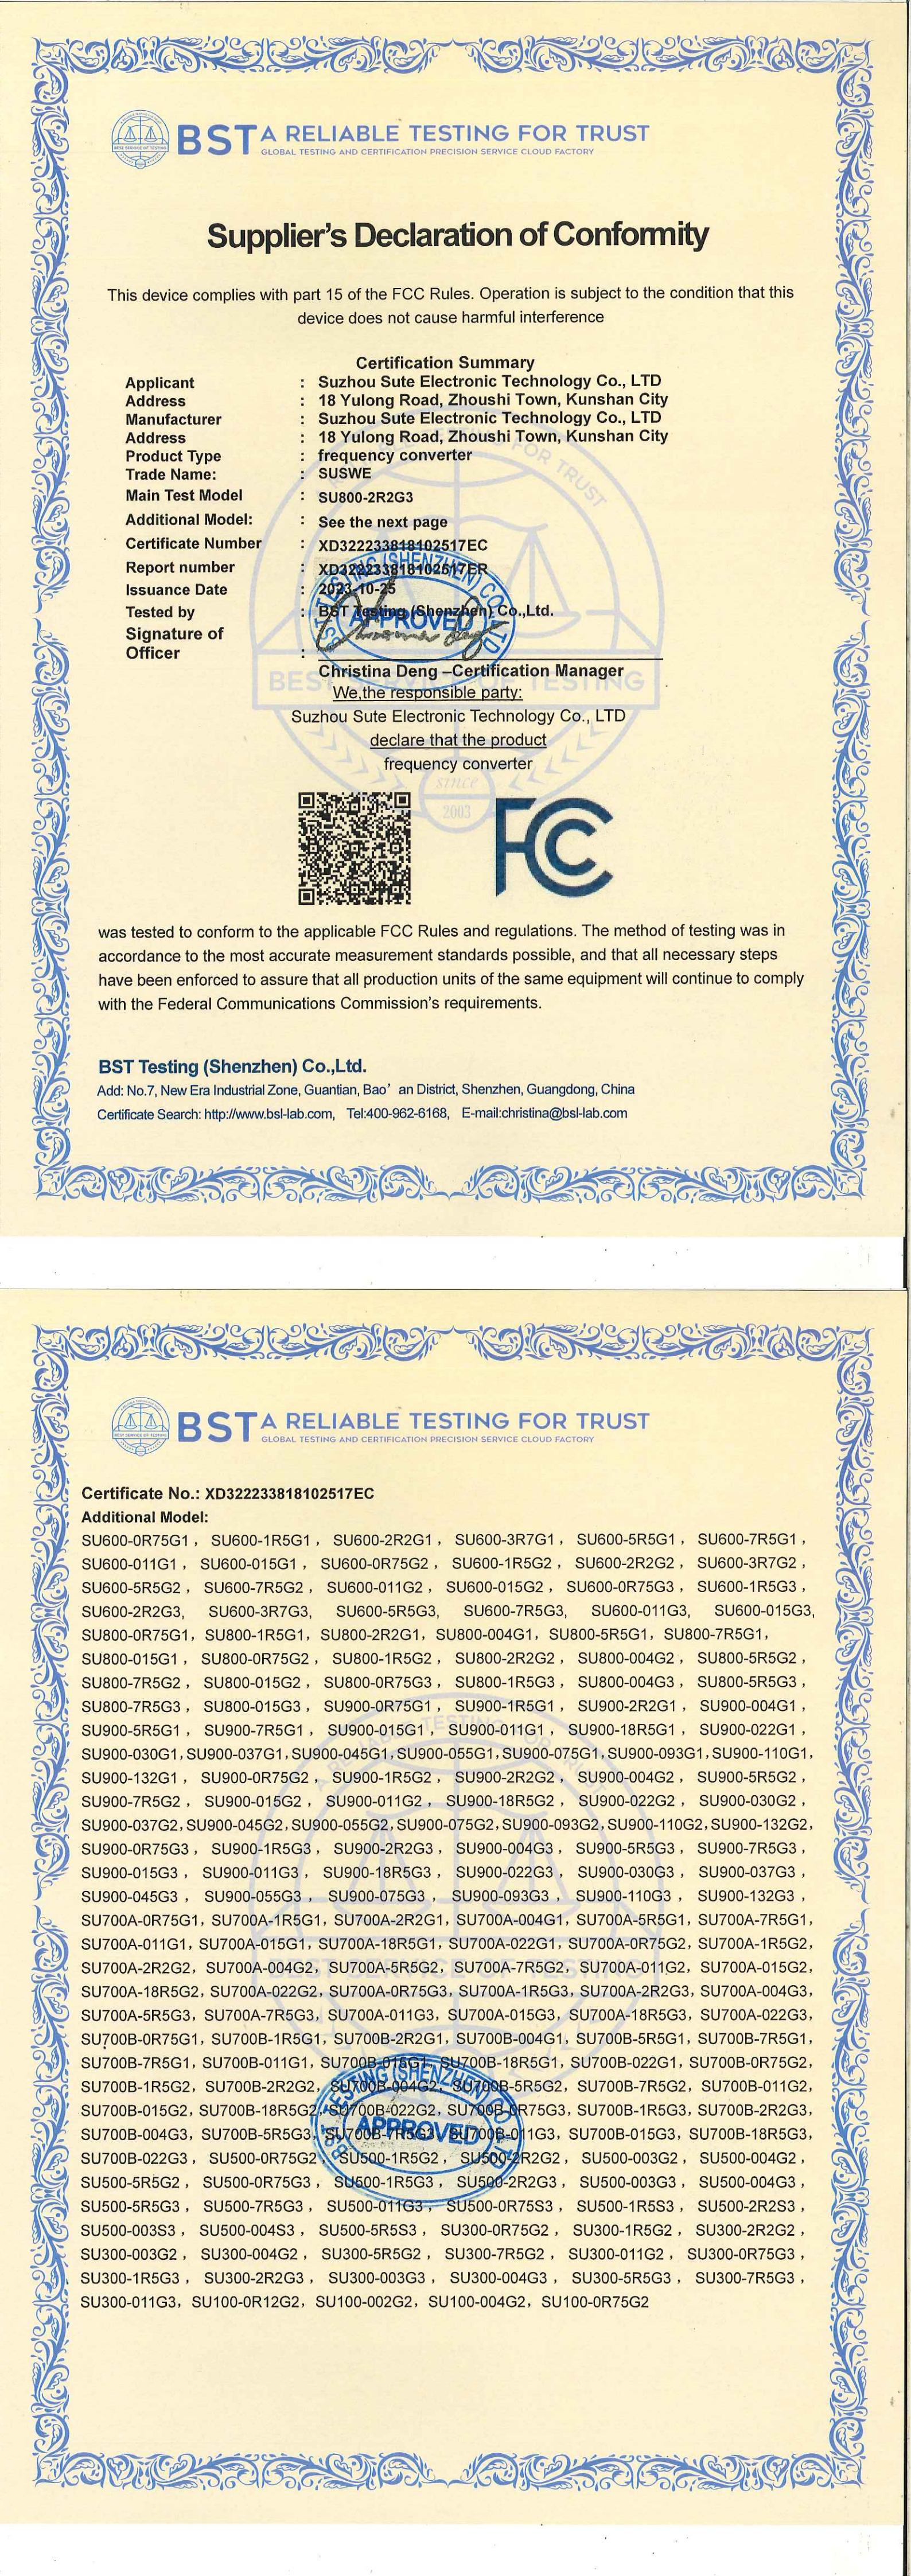 BST A RELIABLE TESTING FOR TRUST
GLOBAL TESTING AND CERTIFICATION PRECISION SERVICE CLOUD FACTORY
Supplier's Declaration of Conformity
This device complies with part 15 of the FCC Rules. Operation is subject to the condition that this
device does not cause harmful interference
Certification Summary
Applicant : Suzhou Sute Electronic Technology Co., LTD
Address : 18 Yulong Road, Zhoushi Town, Kunshan City
Manufacturer : Suzhou Sute Electronic Technology Co., LTD
Address : 18 Yulong Road, Zhoushi Town, Kunshan City
Product Type : frequency converter
Trade Name: : SUSWE
Main Test Model : SU800-2R2G3
Additional Model: : See the next page
Certificate Number : XD322233818102517EC
Report number : XD322233818102517ER
Issuance Date : 2023-10-25
Tested by : BST Testing (Shenzhen) Co.,Ltd.
APPROVED
Signature of
Officer :
Christina Deng –Certification Manager
We,the responsible party:
Suzhou Sute Electronic Technology Co., LTD
declare that the product
frequency converter
BEST SERVICE OF TESTING
since
2003
FCC
was tested to conform to the applicable FCC Rules and regulations. The method of testing was in
accordance to the most accurate measurement standards possible, and that all necessary steps
have been enforced to assure that all production units of the same equipment will continue to comply
with the Federal Communications Commission's requirements.
BST Testing (Shenzhen) Co.,Ltd.
Add: No.7, New Era Industrial Zone, Guantian, Bao' an District, Shenzhen, Guangdong, China
Certificate Search: http://www.bsl-lab.com, Tel:400-962-6168, E-mail:christina@bsl-lab.com
BST A RELIABLE TESTING FOR TRUST
GLOBAL TESTING AND CERTIFICATION PRECISION SERVICE CLOUD FACTORY
Certificate No.: XD322233818102517EC
Additional Model:
SU600-0R75G1, SU600-1R5G1, SU600-2R2G1, SU600-3R7G1, SU600-5R5G1, SU600-7R5G1,
SU600-011G1, SU600-015G1, SU600-0R75G2, SU600-1R5G2, SU600-2R2G2, SU600-3R7G2,
SU600-5R5G2, SU600-7R5G2, SU600-011G2, SU600-015G2, SU600-0R75G3, SU600-1R5G3,
SU600-2R2G3, SU600-3R7G3, SU600-5R5G3, SU600-7R5G3, SU600-011G3, SU600-015G3,
SU800-0R75G1, SU800-1R5G1, SU800-2R2G1, SU800-004G1, SU800-5R5G1, SU800-7R5G1,
SU800-015G1, SU800-0R75G2, SU800-1R5G2, SU800-2R2G2, SU800-004G2, SU800-5R5G2,
SU800-7R5G2, SU800-015G2, SU800-0R75G3, SU800-1R5G3, SU800-004G3, SU800-5R5G3,
SU800-7R5G3, SU800-015G3, SU900-0R75G1, SU900-1R5G1, SU900-2R2G1, SU900-004G1,
SU900-5R5G1, SU900-7R5G1, SU900-015G1, SU900-011G1, SU900-18R5G1, SU900-022G1,
SU900-030G1, SU900-037G1, SU900-045G1, SU900-055G1, SU900-075G1, SU900-093G1, SU900-110G1,
SU900-132G1, SU900-0R75G2, SU900-1R5G2, SU900-2R2G2, SU900-004G2, SU900-5R5G2,
SU900-7R5G2, SU900-015G2, SU900-011G2, SU900-18R5G2, SU900-022G2, SU900-030G2,
SU900-037G2, SU900-045G2, SU900-055G2, SU900-075G2, SU900-093G2, SU900-110G2, SU900-132G2,
SU900-0R75G3, SU900-1R5G3, SU900-2R2G3, SU900-004G3, SU900-5R5G3, SU900-7R5G3,
SU900-015G3, SU900-011G3, SU900-18R5G3, SU900-022G3, SU900-030G3, SU900-037G3,
SU900-045G3, SU900-055G3, SU900-075G3, SU900-093G3, SU900-110G3, SU900-132G3,
SU700A-0R75G1, SU700A-1R5G1, SU700A-2R2G1, SU700A-004G1, SU700A-5R5G1, SU700A-7R5G1,
SU700A-011G1, SU700A-015G1, SU700A-18R5G1, SU700A-022G1, SU700A-0R75G2, SU700A-1R5G2,
SU700A-2R2G2, SU700A-004G2, SU700A-5R5G2, SU700A-7R5G2, SU700A-011G2, SU700A-015G2,
SU700A-18R5G2, SU700A-022G2, SU700A-0R75G3, SU700A-1R5G3, SU700A-2R2G3, SU700A-004G3,
SU700A-5R5G3, SU700A-7R5G3, SU700A-011G3, SU700A-015G3, SU700A-18R5G3, SU700A-022G3,
SU700B-0R75G1, SU700B-1R5G1, SU700B-2R2G1, SU700B-004G1, SU700B-5R5G1, SU700B-7R5G1,
SU700B-7R5G1, SU700B-011G1, SU700B-015G1, SU700B-18R5G1, SU700B-022G1, SU700B-0R75G2,
SU700B-1R5G2, SU700B-2R2G2, SU700B-004G2, SU700B-5R5G2, SU700B-7R5G2, SU700B-011G2,
SU700B-015G2, SU700B-18R5G2, SU700B-022G2, SU700B-0R75G3, SU700B-1R5G3, SU700B-2R2G3,
SU700B-004G3, SU700B-5R5G3, SU700B-7R5G3, SU700B-011G3, SU700B-015G3, SU700B-18R5G3,
APPROVED
SU700B-022G3, SU500-0R75G2, SU500-1R5G2, SU500-2R2G2, SU500-003G2, SU500-004G2,
SU500-5R5G2, SU500-0R75G3, SU500-1R5G3, SU500-2R2G3, SU500-003G3, SU500-004G3,
SU500-5R5G3, SU500-7R5G3, SU500-011G3, SU500-0R75S3, SU500-1R5S3, SU500-2R2S3,
SU500-003S3, SU500-004S3, SU500-5R5S3, SU300-0R75G2, SU300-1R5G2, SU300-2R2G2,
SU300-003G2, SU300-004G2, SU300-5R5G2, SU300-7R5G2, SU300-011G2, SU300-0R75G3,
SU300-1R5G3, SU300-2R2G3, SU300-003G3, SU300-004G3, SU300-5R5G3, SU300-7R5G3,
SU300-011G3, SU100-0R12G2, SU100-002G2, SU100-004G2, SU100-0R75G2